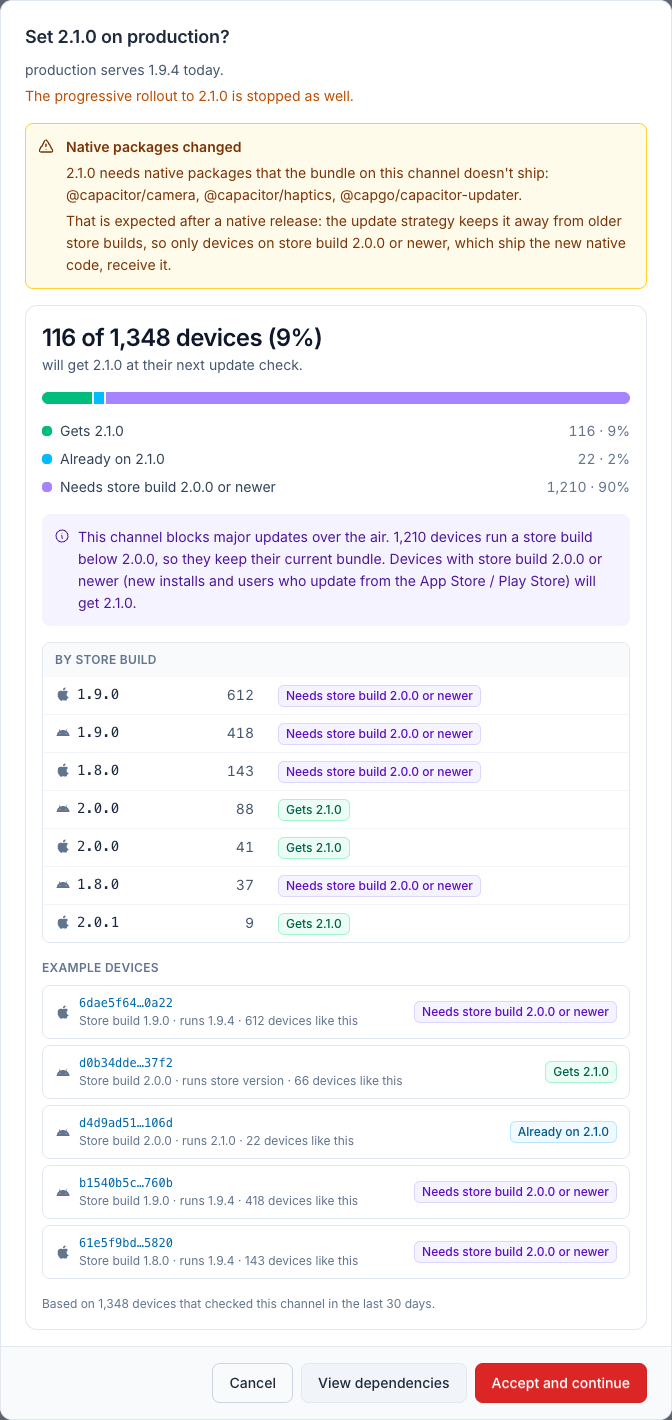 Set 2.1.0 on production?
production serves 1.9.4 today.
The progressive rollout to 2.1.0 is stopped as well.
Native packages changed
2.1.0 needs native packages that the bundle on this channel doesn't ship:
@capacitor/camera, @capacitor/haptics, @capgo/capacitor-updater.
That is expected after a native release: the update strategy keeps it away from older
store builds, so only devices on store build 2.0.0 or newer, which ship the new native
code, receive it.
116 of 1,348 devices (9%)
will get 2.1.0 at their next update check.
Gets 2.1.0 116 · 9%
Already on 2.1.0 22 · 2%
Needs store build 2.0.0 or newer 1,210 · 90%
This channel blocks major updates over the air. 1,210 devices run a store build
below 2.0.0, so they keep their current bundle. Devices with store build 2.0.0 or
newer (new installs and users who update from the App Store / Play Store) will
get 2.1.0.
BY STORE BUILD
1.9.0 612 Needs store build 2.0.0 or newer
1.9.0 418 Needs store build 2.0.0 or newer
1.8.0 143 Needs store build 2.0.0 or newer
2.0.0 88 Gets 2.1.0
2.0.0 41 Gets 2.1.0
1.8.0 37 Needs store build 2.0.0 or newer
2.0.1 9 Gets 2.1.0
EXAMPLE DEVICES
6dae5f64…0a22
Store build 1.9.0 · runs 1.9.4 · 612 devices like this Needs store build 2.0.0 or newer
d0b34dde…37f2
Store build 2.0.0 · runs store version · 66 devices like this Gets 2.1.0
d4d9ad51…106d
Store build 2.0.0 · runs 2.1.0 · 22 devices like this Already on 2.1.0
b1540b5c…760b
Store build 1.9.0 · runs 1.9.4 · 418 devices like this Needs store build 2.0.0 or newer
61e5f9bd…5820
Store build 1.8.0 · runs 1.9.4 · 143 devices like this Needs store build 2.0.0 or newer
Based on 1,348 devices that checked this channel in the last 30 days.
Cancel View dependencies Accept and continue